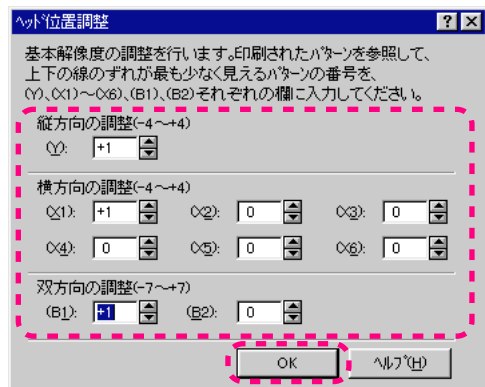 ヘッド位置調整
基本解像度の調整を行います。印刷されたパターンを参照して、
上下の線のずれが最も少なく見えるパターンの番号を、
(Y)、(X1)~(X6)、(B1)、(B2)それぞれの欄に入力してください。
縦方向の調整(-4~+4)
(Y): +1
横方向の調整(-4~+4)
(X1): +1 (X2): 0 (X3): 0
(X4): 0 (X5): 0 (X6): 0
双方向の調整(-7~+7)
(B1): +1 (B2): 0
OK ヘルプ(H)